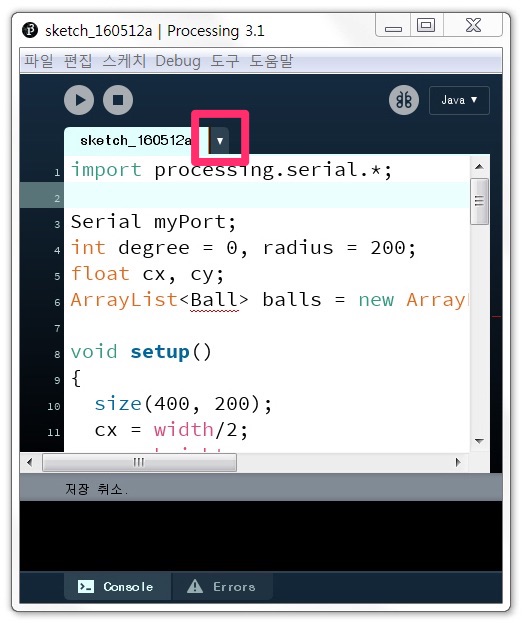 sketch_160512a | Processing 3.1
파일 편집 스케치 Debug 도구 도움말
Java ▼
sketch_160512a ▼
1 import processing.serial.*;
2
3 Serial myPort;
4 int degree = 0, radius = 200;
5 float cx, cy;
6 ArrayList<Ball> balls = new Array
7
8 void setup()
9 {
10 size(400, 200);
11 cx = width/2;
저장 취소.
Console Errors